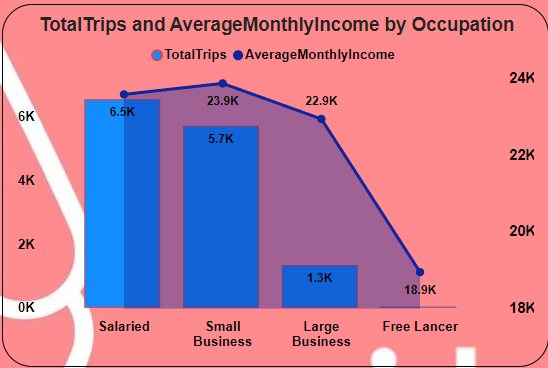 TotalTrips and AverageMonthlyIncome by Occupation
TotalTrips AverageMonthlyIncome
24K
6K
6.5K
23.9K
22.9K
5.7K
22K
4K
20K
2K
1.3K
18.9K
0K
18K
Salaried
Small
Business
Large
Business
Free Lancer